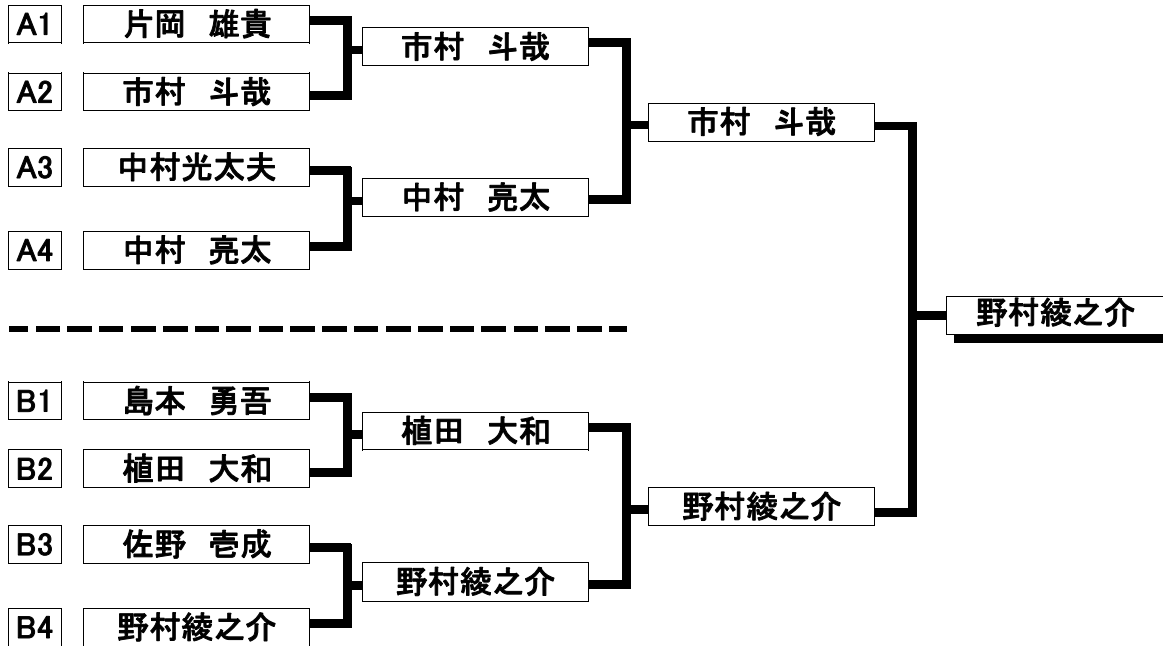 A1 片岡 雄貴
市村 斗哉
A2 市村 斗哉
市村 斗哉
A3 中村光太夫
中村 亮太
A4 中村 亮太
野村綾之介
B1 島本 勇吾
植田 大和
B2 植田 大和
野村綾之介
B3 佐野 壱成
野村綾之介
B4 野村綾之介